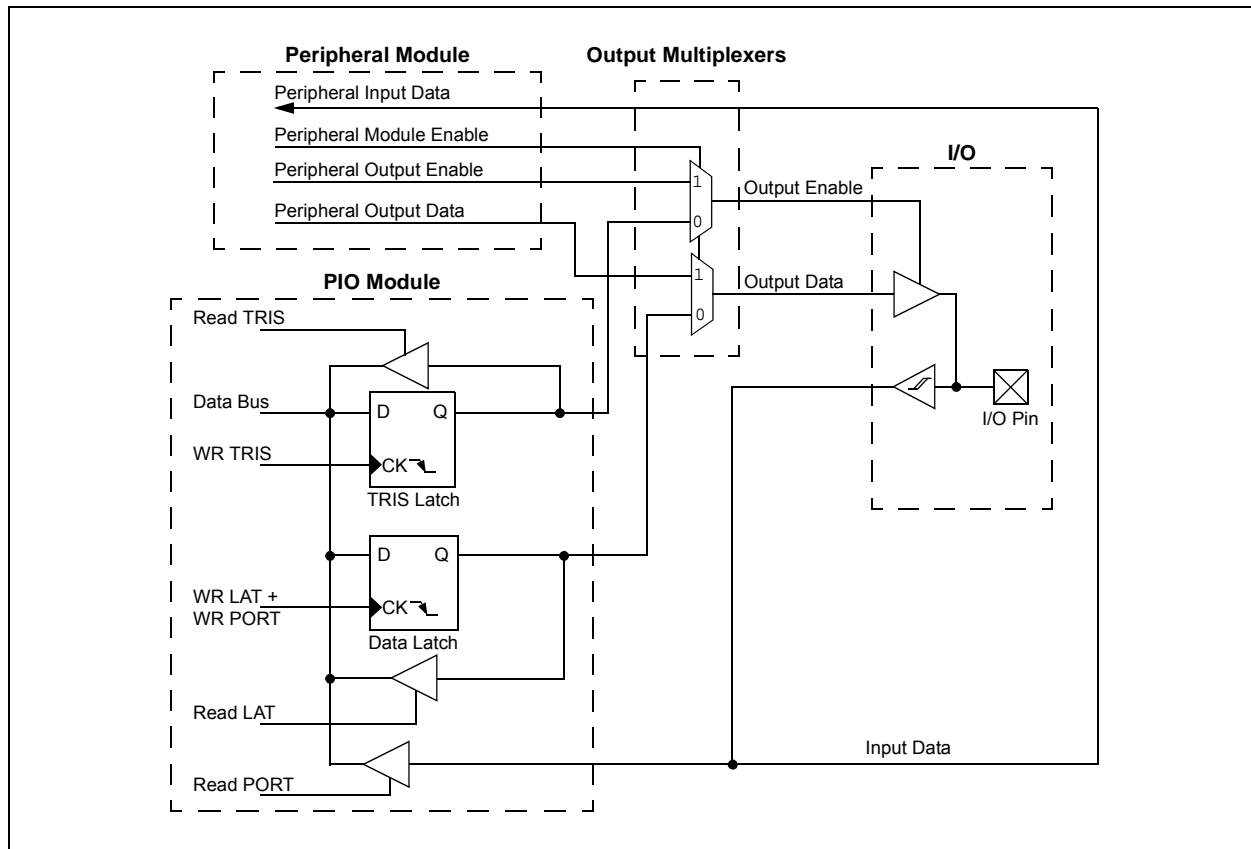 Peripheral Module
Output Multiplexers
Peripheral Input Data
Peripheral Module Enable
Peripheral Output Enable
Peripheral Output Data
1
0
Output Enable
I/O
1
0
Output Data
PIO Module
Read TRIS
Data Bus
D
Q
WR TRIS
CK
TRIS Latch
I/O Pin
D
Q
WR LAT +
WR PORT
CK
Data Latch
Read LAT
Input Data
Read PORT